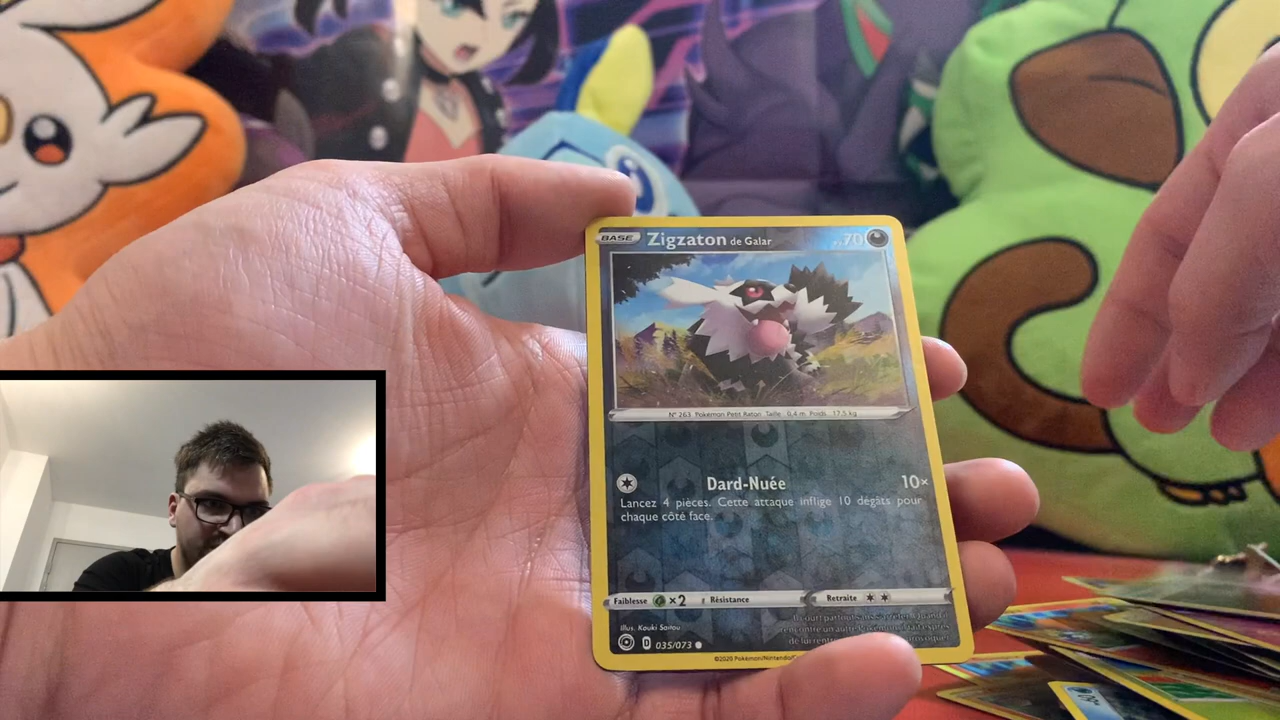 BASE Zigzaton de Galar PV 70
N° 263 Pokémon Petit Raton Taille 0,4 m Poids 17,5 kg
Dard-Nuée 10×
Lancez 4 pièces. Cette attaque inflige 10 dégâts pour
chaque côté face.
Faiblesse ×2 Résistance Retraite
Illus. Kouki Saitou
D 035/073
©2020 Pokémon/Nintendo/